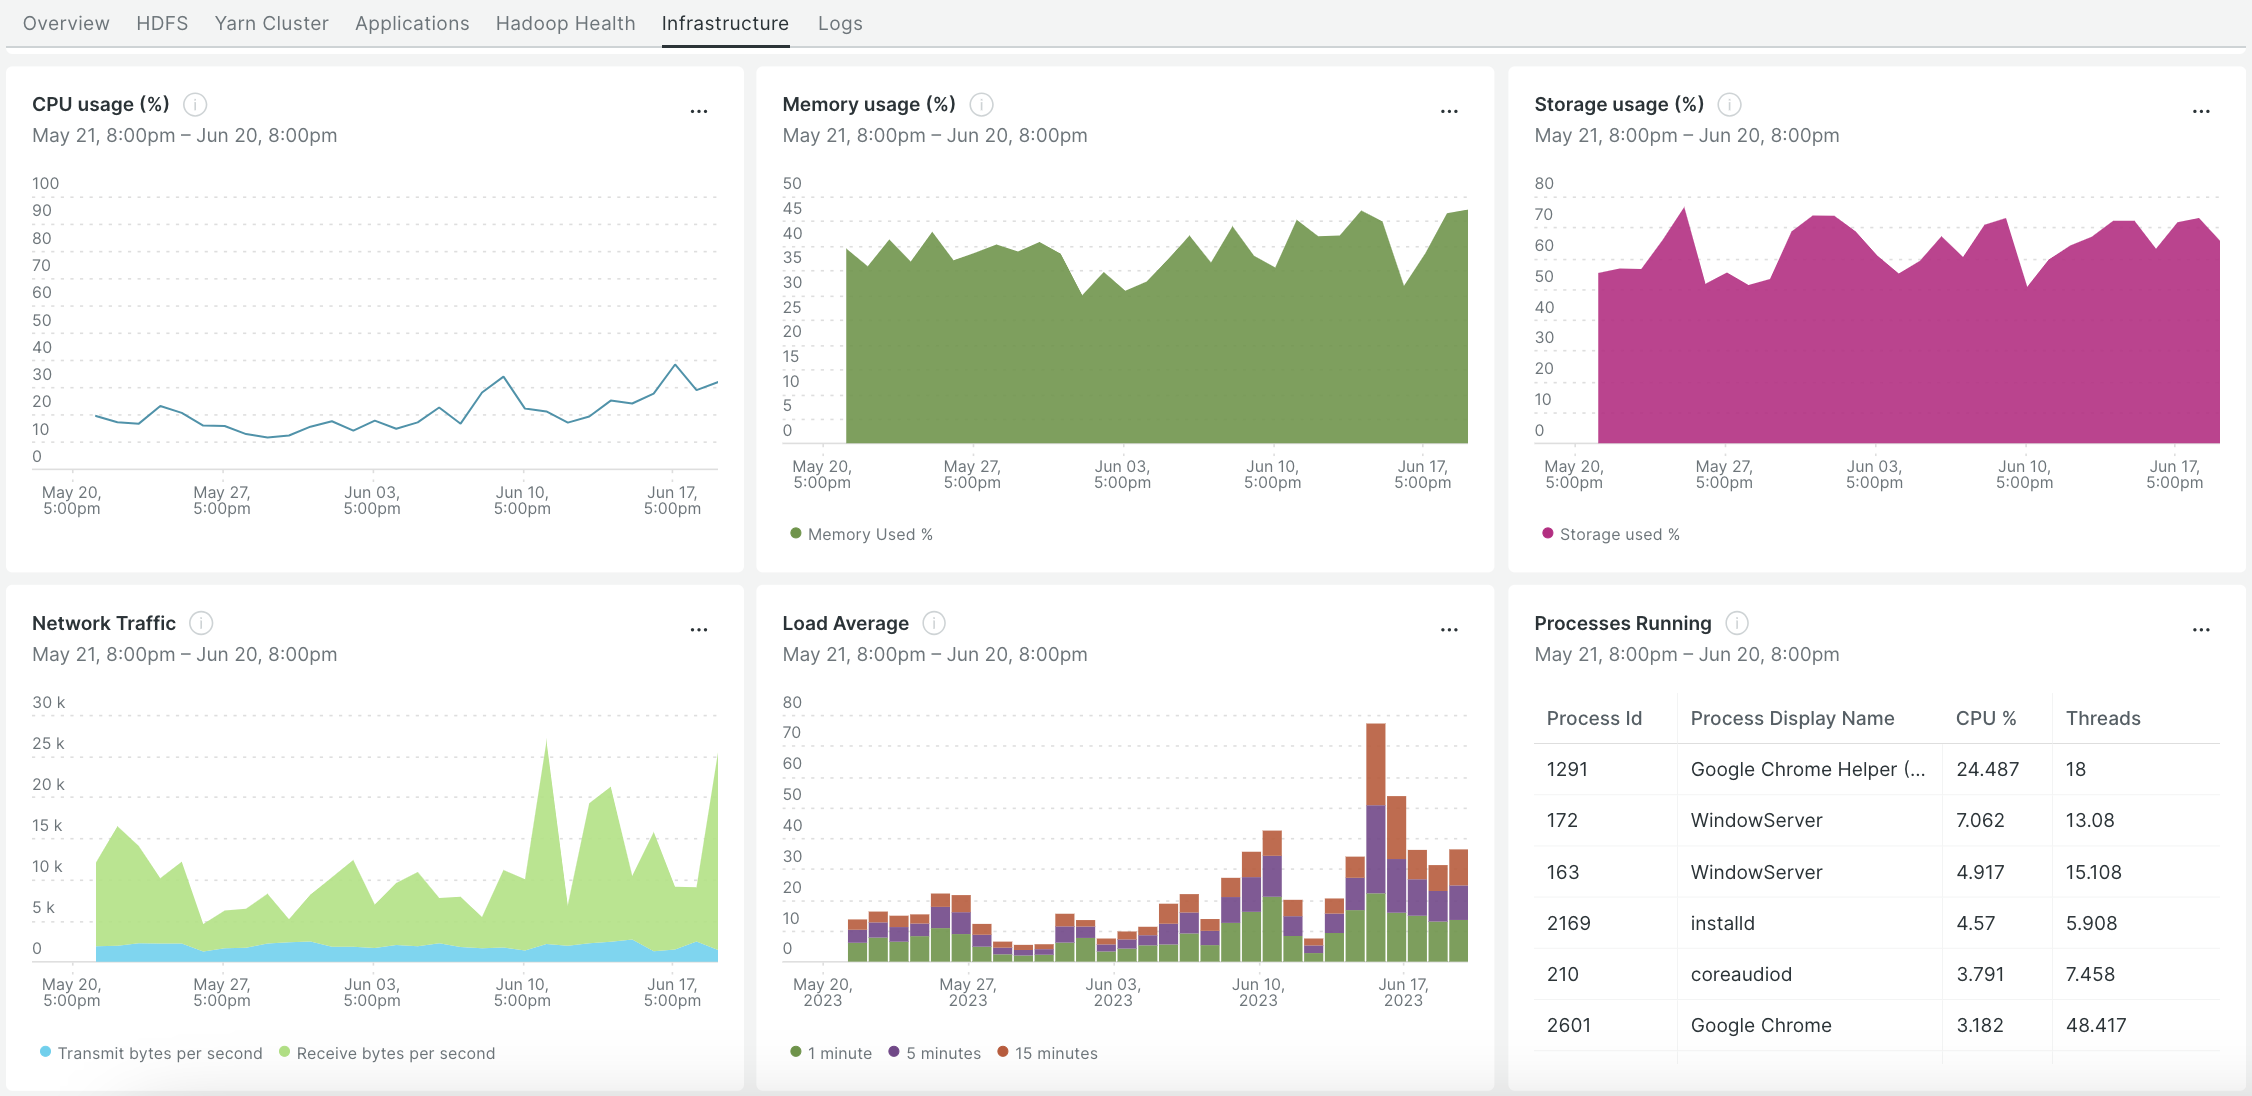 Overview HDFS Yarn Cluster Applications Hadoop Health Infrastructure Logs
CPU usage (%)
May 21, 8:00pm – Jun 20, 8:00pm
100
90
80
70
60
50
40
30
20
10
0
May 20, 5:00pm
May 27, 5:00pm
Jun 03, 5:00pm
Jun 10, 5:00pm
Jun 17, 5:00pm
Memory usage (%)
May 21, 8:00pm – Jun 20, 8:00pm
50
45
40
35
30
25
20
15
10
5
0
May 20, 5:00pm
May 27, 5:00pm
Jun 03, 5:00pm
Jun 10, 5:00pm
Jun 17, 5:00pm
Memory Used %
Storage usage (%)
May 21, 8:00pm – Jun 20, 8:00pm
80
70
60
50
40
30
20
10
0
May 20, 5:00pm
May 27, 5:00pm
Jun 03, 5:00pm
Jun 10, 5:00pm
Jun 17, 5:00pm
Storage used %
Network Traffic
May 21, 8:00pm – Jun 20, 8:00pm
30 k
25 k
20 k
15 k
10 k
5 k
0
May 20, 5:00pm
May 27, 5:00pm
Jun 03, 5:00pm
Jun 10, 5:00pm
Jun 17, 5:00pm
Transmit bytes per second Receive bytes per second
Load Average
May 21, 8:00pm – Jun 20, 8:00pm
80
70
60
50
40
30
20
10
0
May 20, 2023
May 27, 2023
Jun 03, 2023
Jun 10, 2023
Jun 17, 2023
1 minute 5 minutes 15 minutes
Processes Running
May 21, 8:00pm – Jun 20, 8:00pm
Process Id Process Display Name CPU % Threads
1291 Google Chrome Helper (... 24.487 18
172 WindowServer 7.062 13.08
163 WindowServer 4.917 15.108
2169 installd 4.57 5.908
210 coreaudiod 3.791 7.458
2601 Google Chrome 3.182 48.417